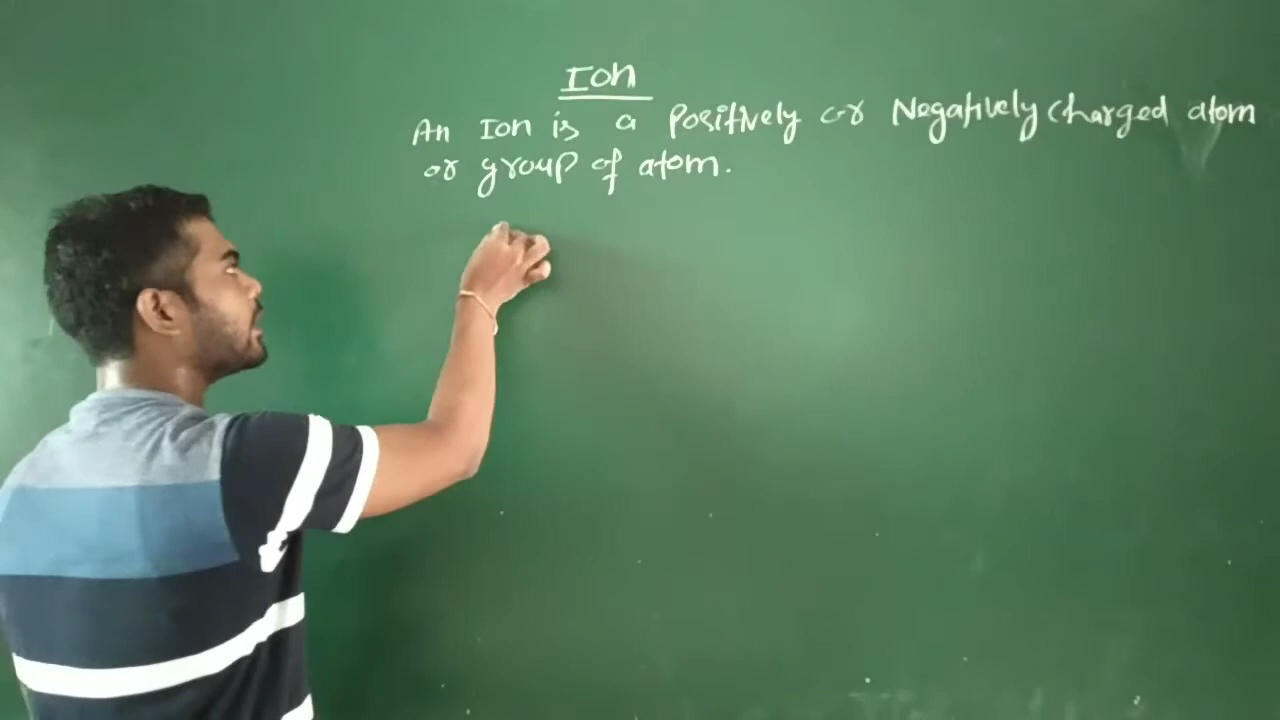 Ion
An Ion is a Positively or Negatively charged atom
or group of atom.